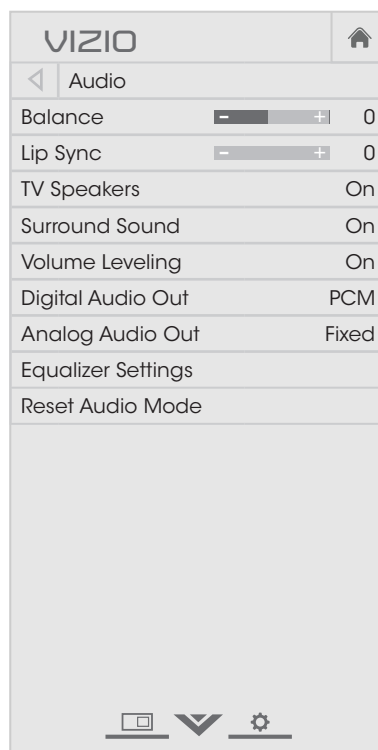 VIZIO
Audio
Balance - + 0
Lip Sync - + 0
TV Speakers On
Surround Sound On
Volume Leveling On
Digital Audio Out PCM
Analog Audio Out Fixed
Equalizer Settings
Reset Audio Mode